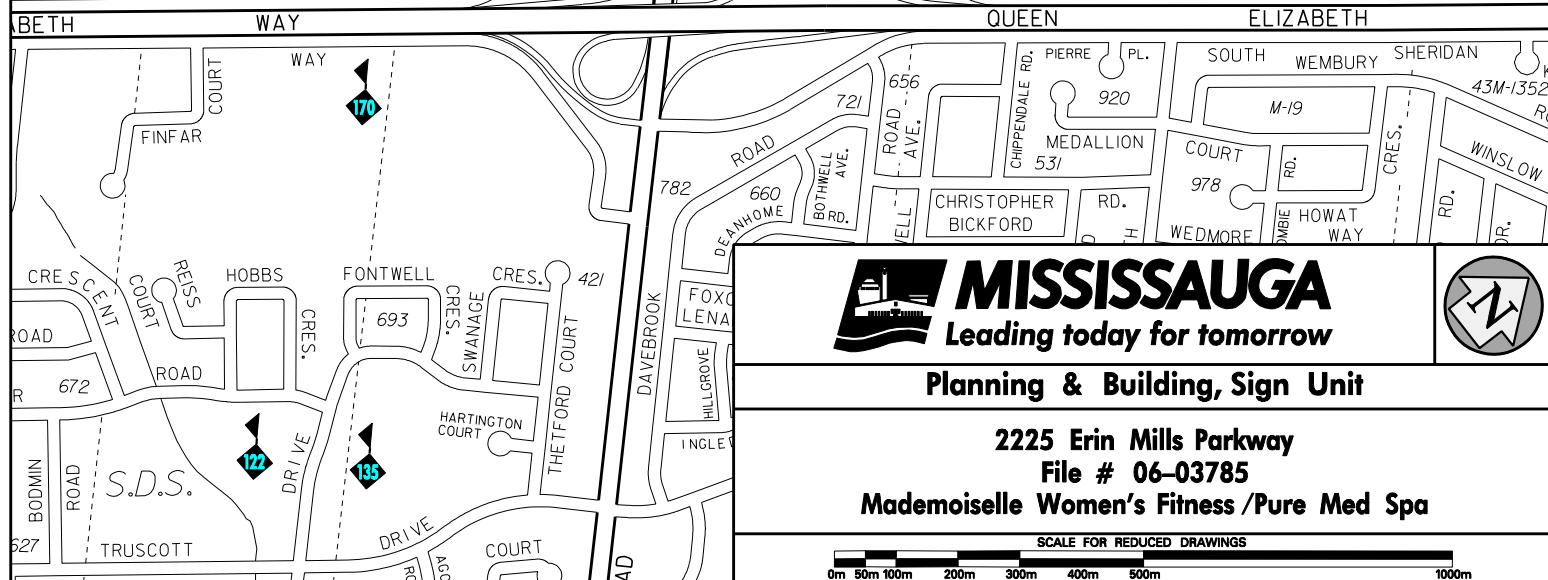 ABETH WAY QUEEN ELIZABETH
WAY
COURT
FINFAR
170
PIERRE PL.
CHIPPENDALE RD.
SOUTH WEMBURY SHERIDAN
43M-1352
656
721
920
M-19
ROAD
AVE.
ROAD
MEDALLION
531
COURT
RD.
CRES.
WINSLOW
782
660
BOTHWELL AVE.
978
DEANHOME RD.
CHRISTOPHER
BICKFORD
RD.
RD.
HOWAT
WAY
WEDMORE
CRESCENT
COURT
REISS
HOBBS
CRES.
FONTWELL
CRES.
693
CRES.
SWANAGE
421
THETFORD COURT
DAVEBROOK
ROAD
672
ROAD
HARTINGTON
COURT
HILLGROVE
122
135
DRIVE
S.D.S.
BODMIN
ROAD
627
TRUSCOTT
DRIVE
COURT
MISSISSAUGA
Leading today for tomorrow
N
Planning & Building, Sign Unit
2225 Erin Mills Parkway
File # 06-03785
Mademoiselle Women's Fitness /Pure Med Spa
SCALE FOR REDUCED DRAWINGS
0m 50m 100m 200m 300m 400m 500m 1000m